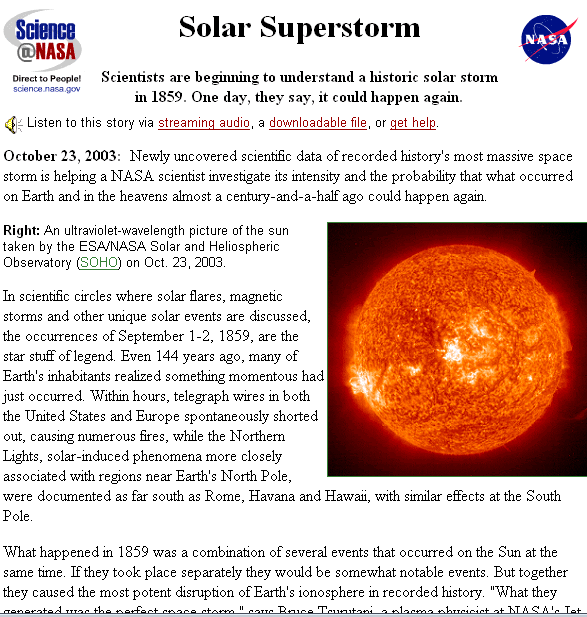 Science
@NASA
Direct to People!
science.nasa.gov
Solar Superstorm
NASA
Scientists are beginning to understand a historic solar storm
in 1859. One day, they say, it could happen again.
Listen to this story via streaming audio, a downloadable file, or get help.
October 23, 2003: Newly uncovered scientific data of recorded history's most massive space
storm is helping a NASA scientist investigate its intensity and the probability that what occurred
on Earth and in the heavens almost a century-and-a-half ago could happen again.
Right: An ultraviolet-wavelength picture of the sun
taken by the ESA/NASA Solar and Heliospheric
Observatory (SOHO) on Oct. 23, 2003.
In scientific circles where solar flares, magnetic
storms and other unique solar events are discussed,
the occurrences of September 1-2, 1859, are the
star stuff of legend. Even 144 years ago, many of
Earth's inhabitants realized something momentous had
just occurred. Within hours, telegraph wires in both
the United States and Europe spontaneously shorted
out, causing numerous fires, while the Northern
Lights, solar-induced phenomena more closely
associated with regions near Earth's North Pole,
were documented as far south as Rome, Havana and Hawaii, with similar effects at the South
Pole.
What happened in 1859 was a combination of several events that occurred on the Sun at the
same time. If they took place separately they would be somewhat notable events. But together
they caused the most potent disruption of Earth's ionosphere in recorded history. "What they
generated was the perfect space storm," says Bruce Tsurutani, a plasma physicist at NASA's Jet